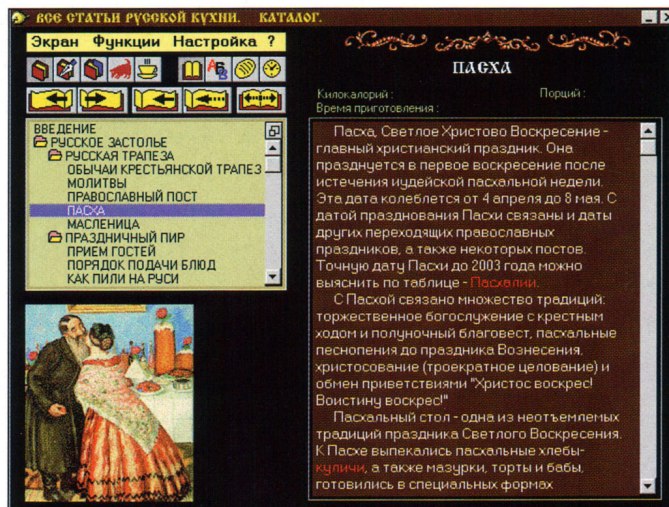 ВСЕ СТАТЬИ РУССКОЙ КУХНИ. КАТАЛОГ.
Экран Функции Настройка ?
ВВЕДЕНИЕ
РУССКОЕ ЗАСТОЛЬЕ
РУССКАЯ ТРАПЕЗА
ОБЫЧАИ КРЕСТЬЯНСКОЙ ТРАПЕЗ
МОЛИТВЫ
ПРАВОСЛАВНЫЙ ПОСТ
ПАСХА
МАСЛЕНИЦА
ПРАЗДНИЧНЫЙ ПИР
ПРИЕМ ГОСТЕЙ
ПОРЯДОК ПОДАЧИ БЛЮД
КАК ПИЛИ НА РУСИ
ПАСХА
Килокалорий : Порций :
Время приготовления :
Пасха, Светлое Христово Воскресение -
главный христианский праздник. Она
празднуется в первое воскресение после
истечения иудейской пасхальной недели.
Эта дата колеблется от 4 апреля до 8 мая. С
датой празднования Пасхи связаны и даты
других переходящих православных
праздников, а также некоторых постов.
Точную дату Пасхи до 2003 года можно
выяснить по таблице - Пасхалии.
С Пасхой связано множество традиций:
торжественное богослужение с крестным
ходом и полуночный благовест, пасхальные
песнопения до праздника Вознесения,
христосование (троекратное целование) и
обмен приветствиями "Христос воскрес!
Воистину воскрес!"
Пасхальный стол - одна из неотъемлемых
традиций праздника Светлого Воскресения.
К Пасхе выпекались пасхальные хлебы-
куличи, а также мазурки, торты и бабы,
готовились в специальных формах